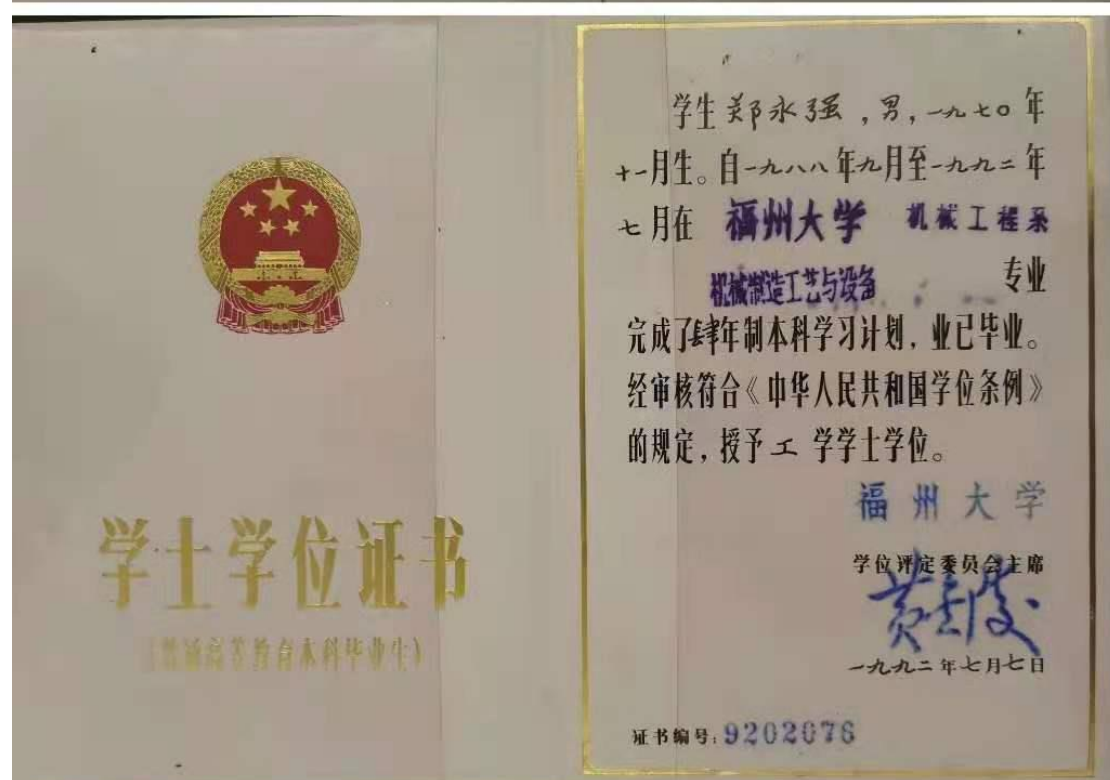 学士学位证书
(普通高等教育本科毕业生)
学生郑永强,男,一九七〇年
十一月生。自一九八八年九月至一九九二年
七月在 福州大学 机械工程系
机械制造工艺与设备 专业
完成了肆年制本科学习计划,业已毕业。
经审核符合《中华人民共和国学位条例》
的规定,授予工 学学士学位。
福州大学
学位评定委员会主席
一九九二年七月七日
证书编号:9202076